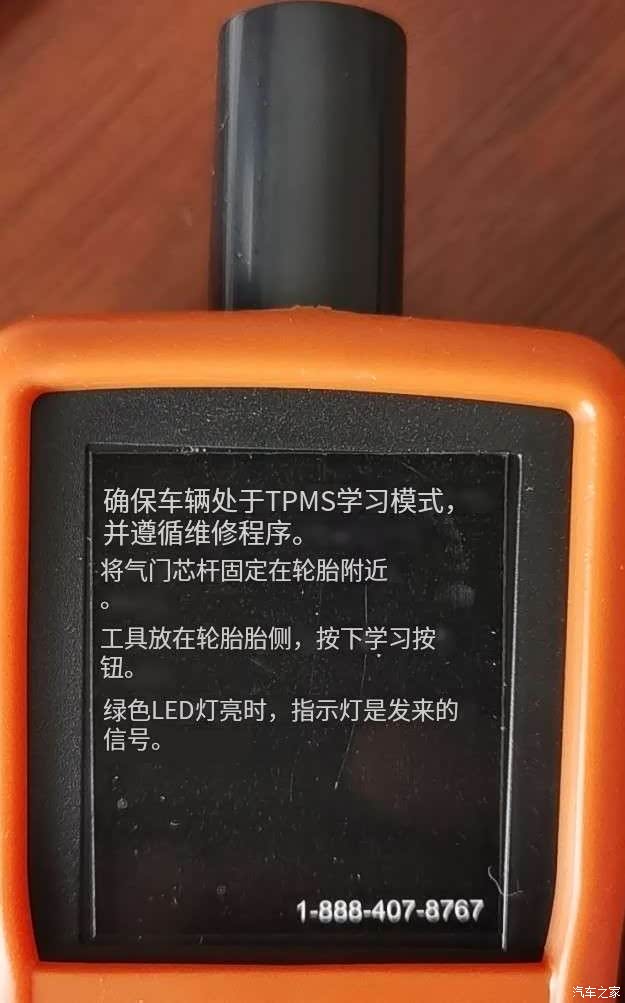 确保车辆处于TPMS学习模式，
并遵循维修程序。
将气门芯杆固定在轮胎附近
。
工具放在轮胎胎侧，按下学习按
钮。
绿色LED灯亮时，指示灯是发来的
信号。
1-888-407-8767
汽车之家